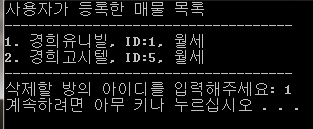 사용자가 등록한 매물 목록
----------------------------------------
1. 경희유니빌, ID:1, 월세
2. 경희고시텔, ID:5, 월세
----------------------------------------
삭제할 방의 아이디를 입력해주세요: 1
계속하려면 아무 키나 누르십시오 . . .